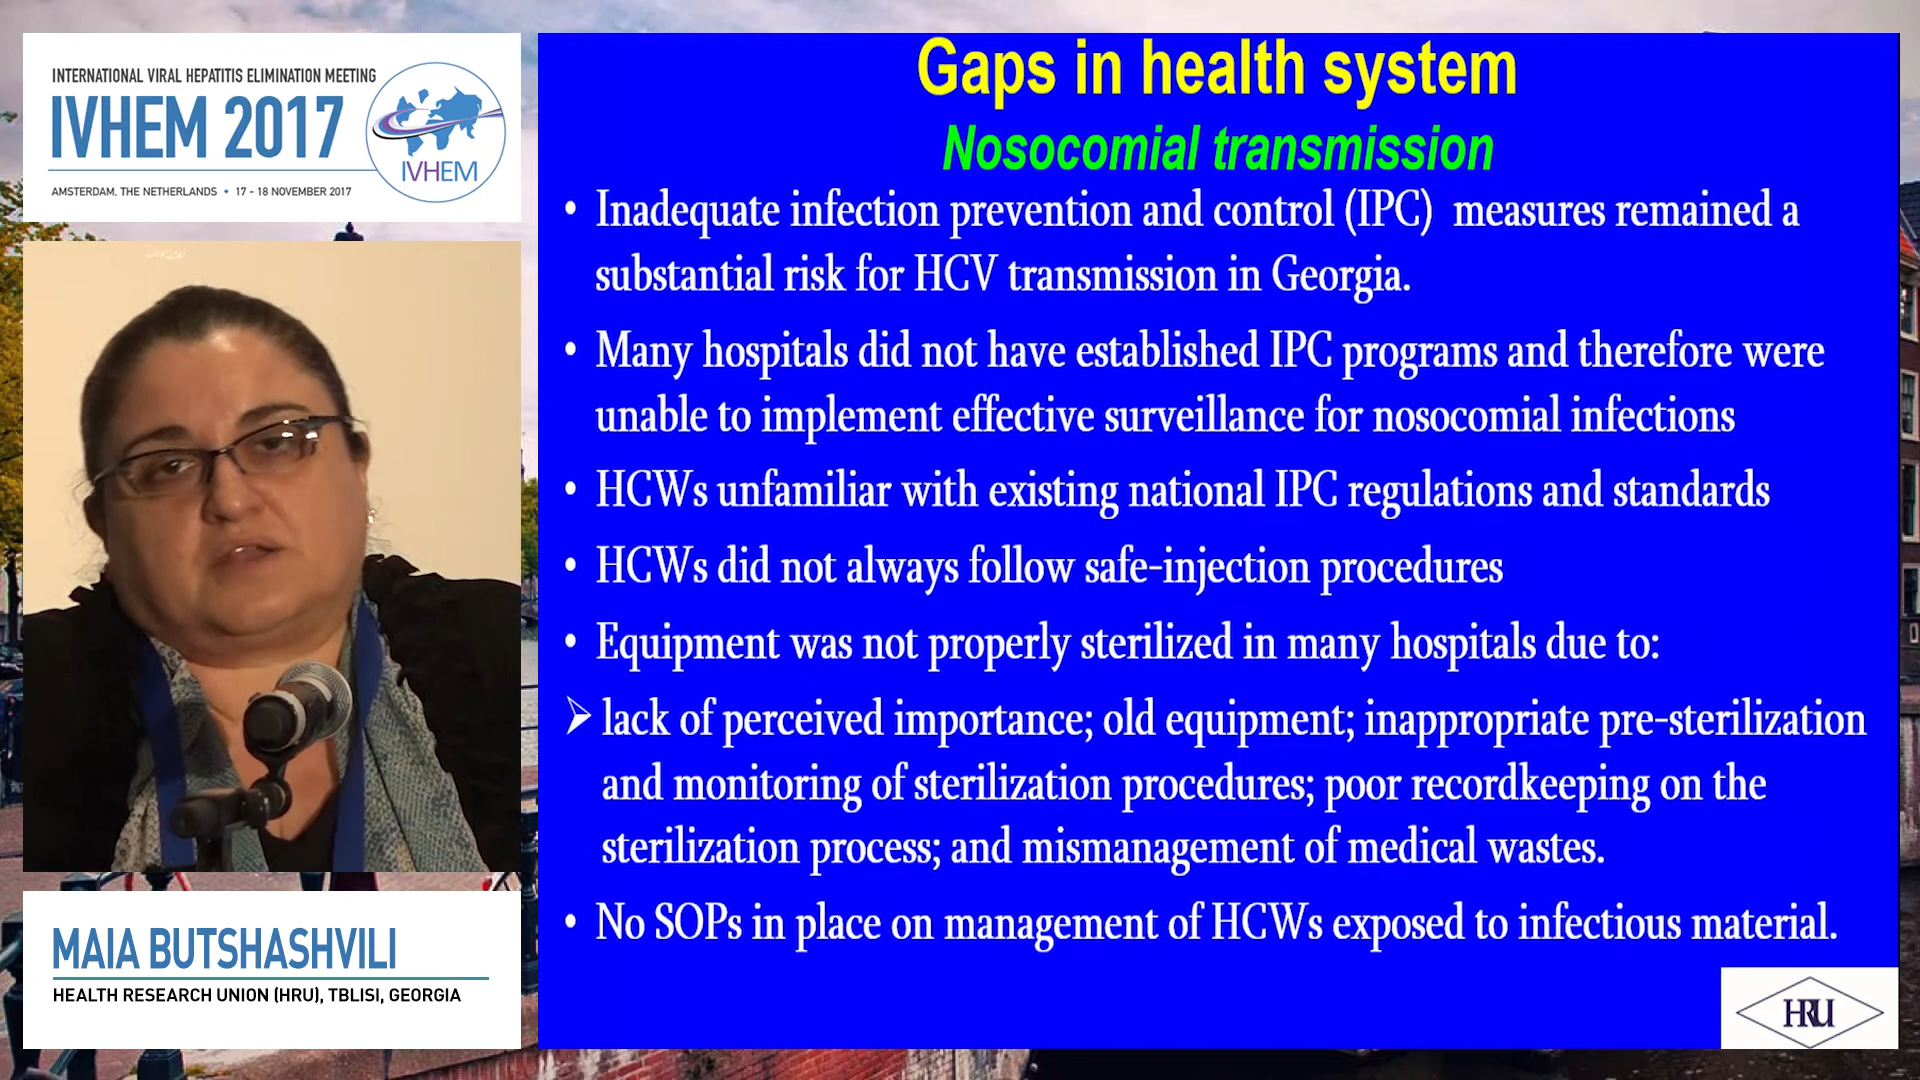 INTERNATIONAL VIRAL HEPATITIS ELIMINATION MEETING
IVHEM 2017
IVHEM
AMSTERDAM, THE NETHERLANDS • 17 - 18 NOVEMBER 2017
MAIA BUTSHASHVILI
HEALTH RESEARCH UNION (HRU), TBLISI, GEORGIA
Gaps in health system
Nosocomial transmission
• Inadequate infection prevention and control (IPC) measures remained a
substantial risk for HCV transmission in Georgia.
• Many hospitals did not have established IPC programs and therefore were
unable to implement effective surveillance for nosocomial infections
• HCWs unfamiliar with existing national IPC regulations and standards
• HCWs did not always follow safe-injection procedures
• Equipment was not properly sterilized in many hospitals due to:
➢ lack of perceived importance; old equipment; inappropriate pre-sterilization
and monitoring of sterilization procedures; poor recordkeeping on the
sterilization process; and mismanagement of medical wastes.
• No SOPs in place on management of HCWs exposed to infectious material.
HRU